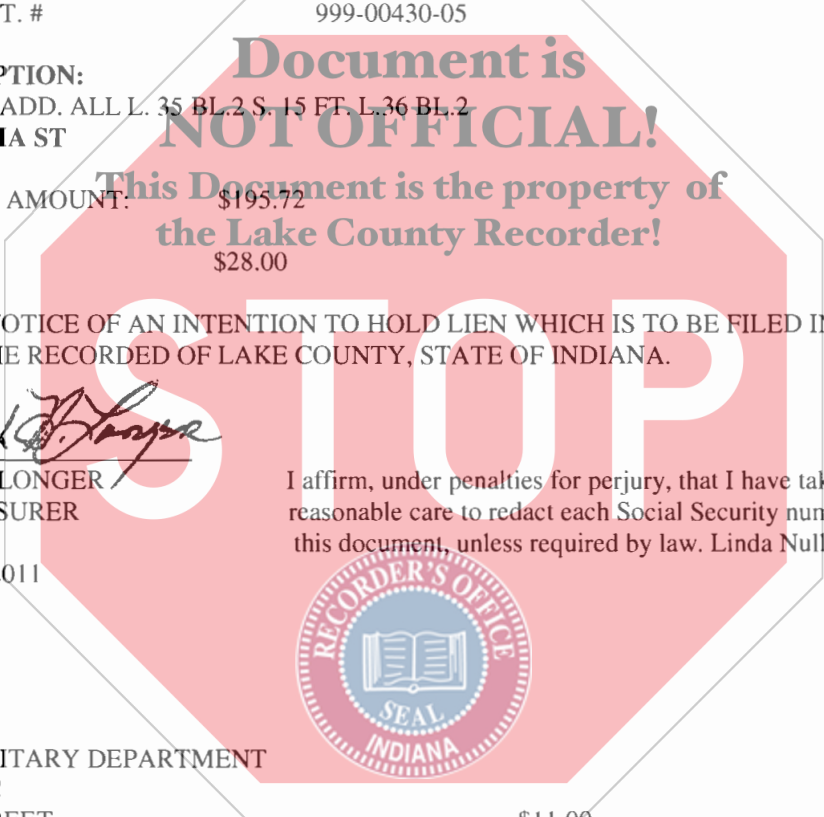 T. # 999-00430-05
Document is
PTION:
ADD. ALL L. 35 BL.2 S. 15 FT. L.36 BL.2
NOT OFFICIAL!
IA ST
This Document is the property of
AMOUNT: $195.72
the Lake County Recorder!
$28.00
OTICE OF AN INTENTION TO HOLD LIEN WHICH IS TO BE FILED IN
IE RECORDED OF LAKE COUNTY, STATE OF INDIANA.
STOP
LONGER
SURER
I affirm, under penalties for perjury, that I have tak
reasonable care to redact each Social Security num
this document, unless required by law. Linda Null
011
RECORDER'S OFFICE
SEAL
INDIANA
ITARY DEPARTMENT
REET $11.00